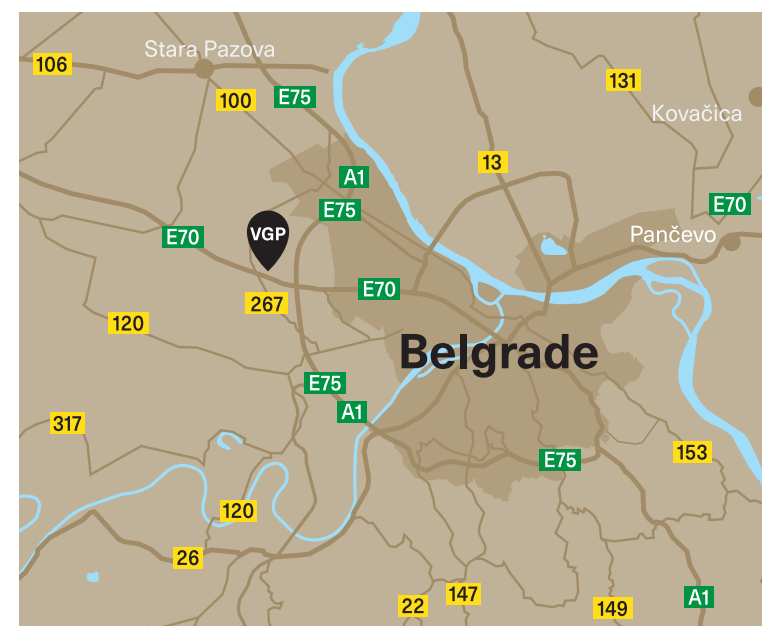 Stara Pazova
106
131
E75
100
Kovačica
13
A1
E70
E75
Pančevo
VGP
E70
E70
267
120
Belgrade
E75
A1
317
153
E75
120
26
147
A1
22
149